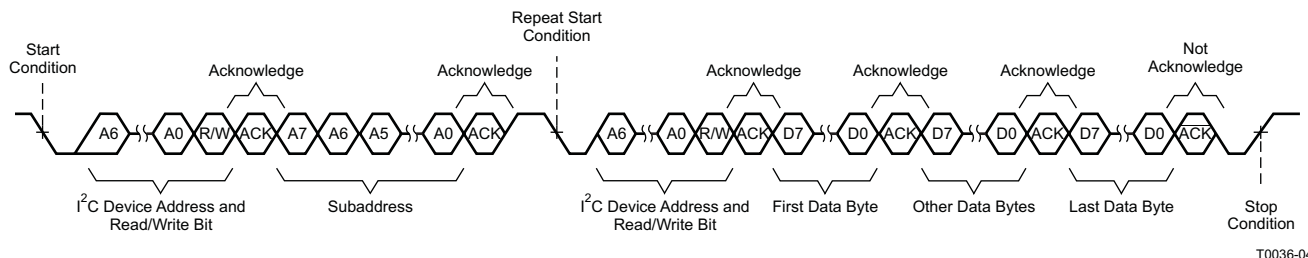 Repeat Start
Condition
Start
Condition
Not
Acknowledge
Acknowledge
Acknowledge
Acknowledge
Acknowledge
Acknowledge
A6 A0 R/W ACK A7 A6 A5 A0 ACK A6 A0 R/W ACK D7 D0 ACK D7 D0 ACK D7 D0 ACK
I²C Device Address and
Read/Write Bit
Subaddress
I²C Device Address and
Read/Write Bit
First Data Byte
Other Data Bytes
Last Data Byte
Stop
Condition
T0036-04